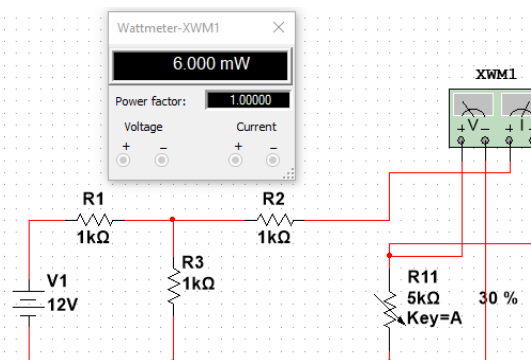 Wattmeter-XWM1
6.000 mW
Power factor: 1.00000
Voltage Current
+ − + −
XWM1
V I
+ − +
R1
1kΩ
R2
1kΩ
R3
1kΩ
V1
12V
R11
5kΩ 30 %
Key=A